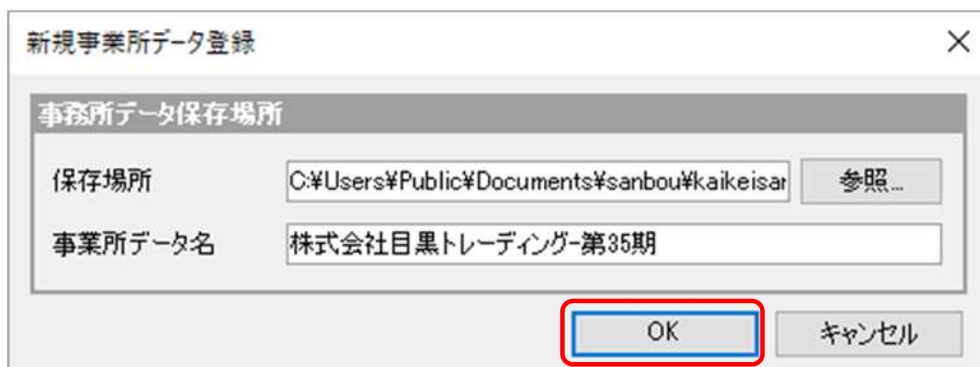 新規事業所データ登録
事務所データ保存場所
保存場所 C:¥Users¥Public¥Documents¥sanbou¥kaikeisar 参照...
事業所データ名 株式会社目黒トレーディング-第35期
OK キャンセル